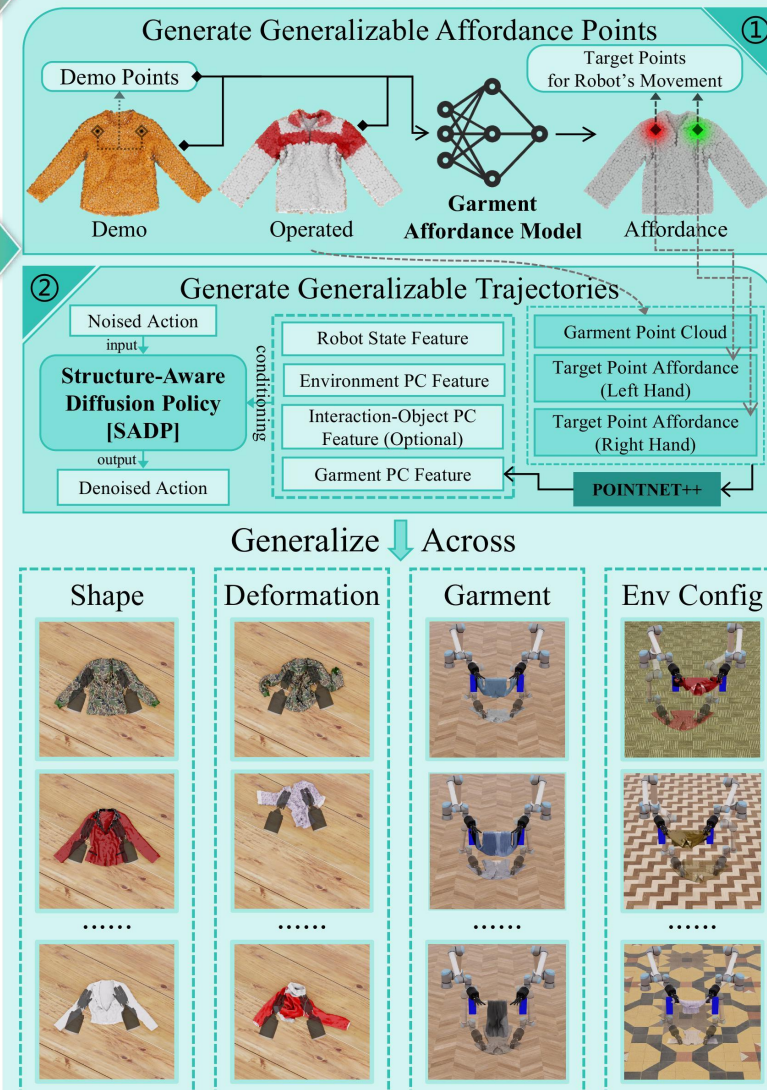 Generate Generalizable Affordance Points
①
Demo Points
Target Points
for Robot's Movement
Garment
Affordance Model
Demo
Operated
Affordance
②
Generate Generalizable Trajectories
Noised Action
input
Structure-Aware
Diffusion Policy
[SADP]
output
Denoised Action
conditioning
Robot State Feature
Environment PC Feature
Interaction-Object PC
Feature (Optional)
Garment PC Feature
Garment Point Cloud
Target Point Affordance
(Left Hand)
Target Point Affordance
(Right Hand)
POINTNET++
Generalize Across
Shape
Deformation
Garment
Env Config
......
......
......
......